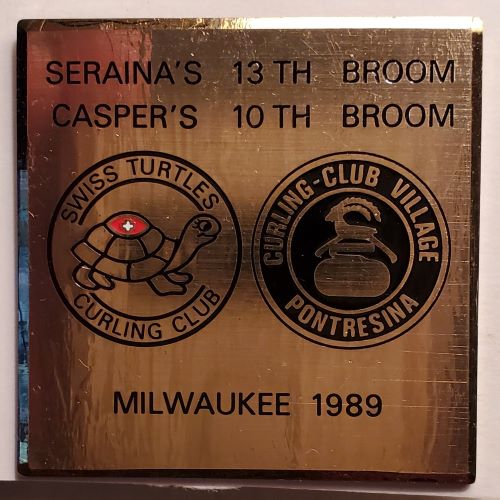 SERAINA'S 13 TH BROOM
CASPER'S 10 TH BROOM
SWISS TURTLES
CURLING CLUB
CURLING-CLUB VILLAGE
PONTRESINA
MILWAUKEE 1989